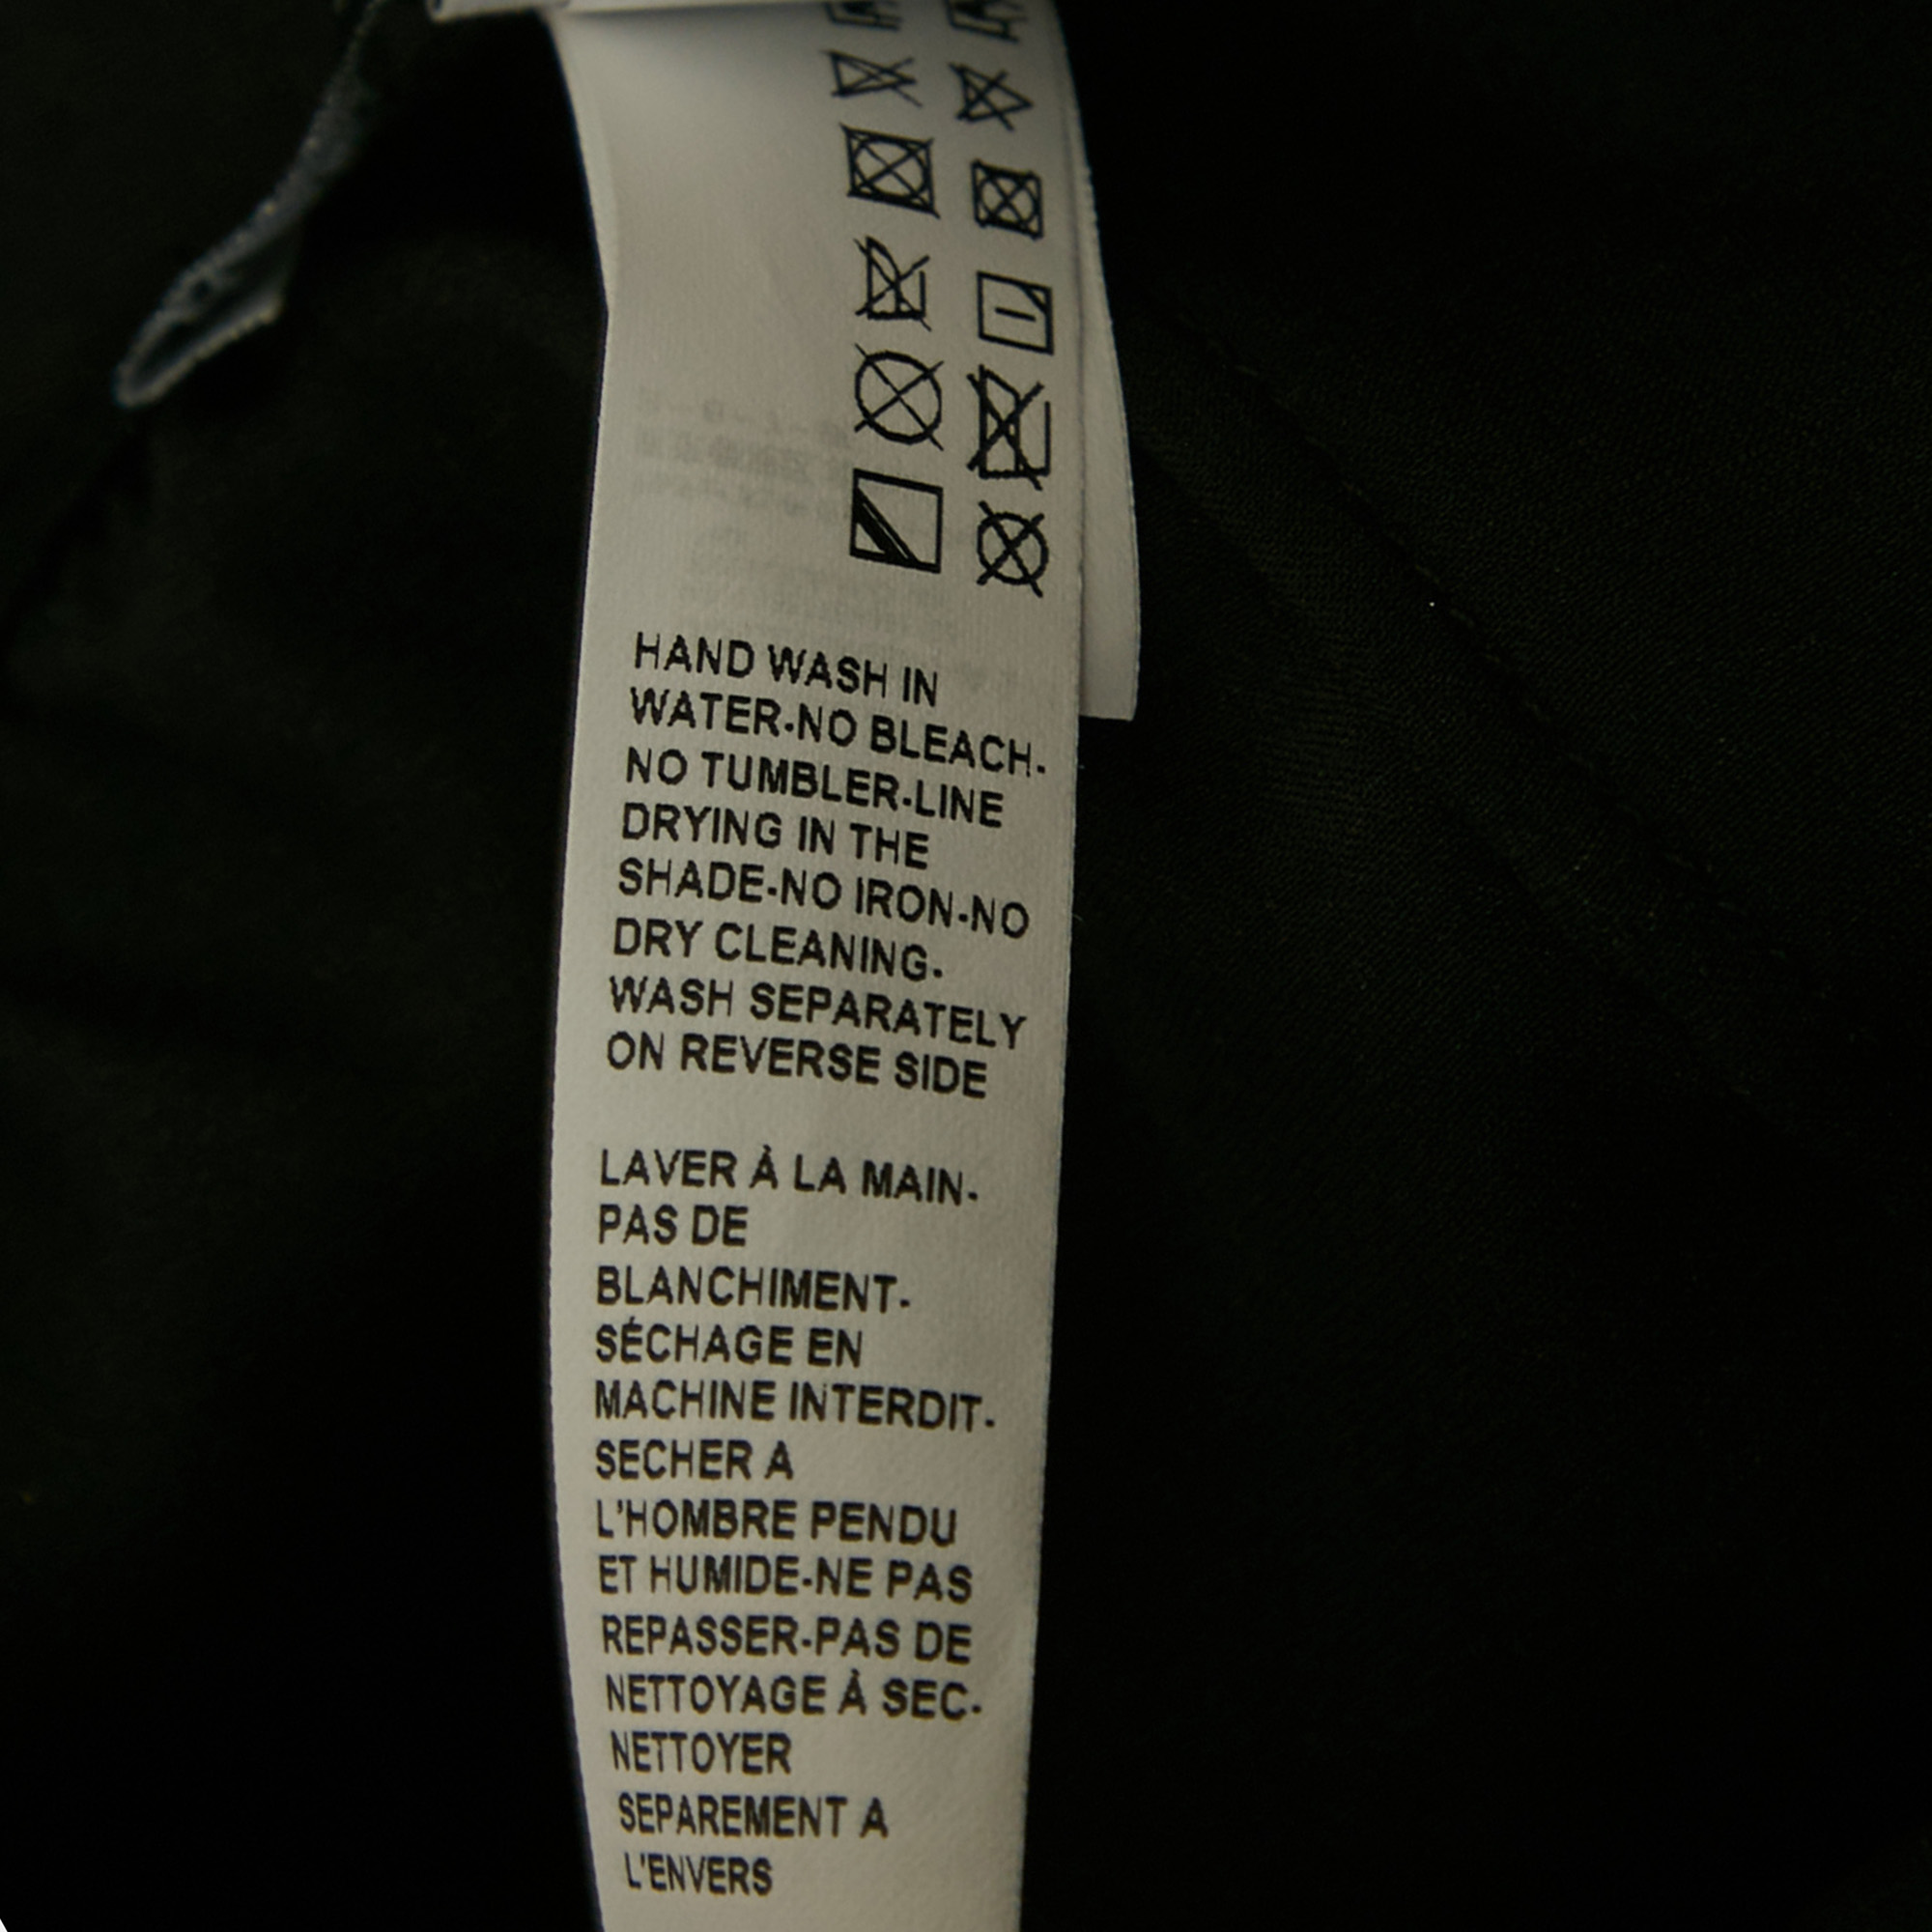 HAND WASH IN
WATER-NO BLEACH-
NO TUMBLER-LINE
DRYING IN THE
SHADE-NO IRON-NO
DRY CLEANING-
WASH SEPARATELY
ON REVERSE SIDE
LAVER À LA MAIN-
PAS DE
BLANCHIMENT-
SÉCHAGE EN
MACHINE INTERDIT-
SECHER A
L'HOMBRE PENDU
ET HUMIDE-NE PAS
REPASSER-PAS DE
NETTOYAGE À SEC-
NETTOYER
SEPAREMENT A
L'ENVERS